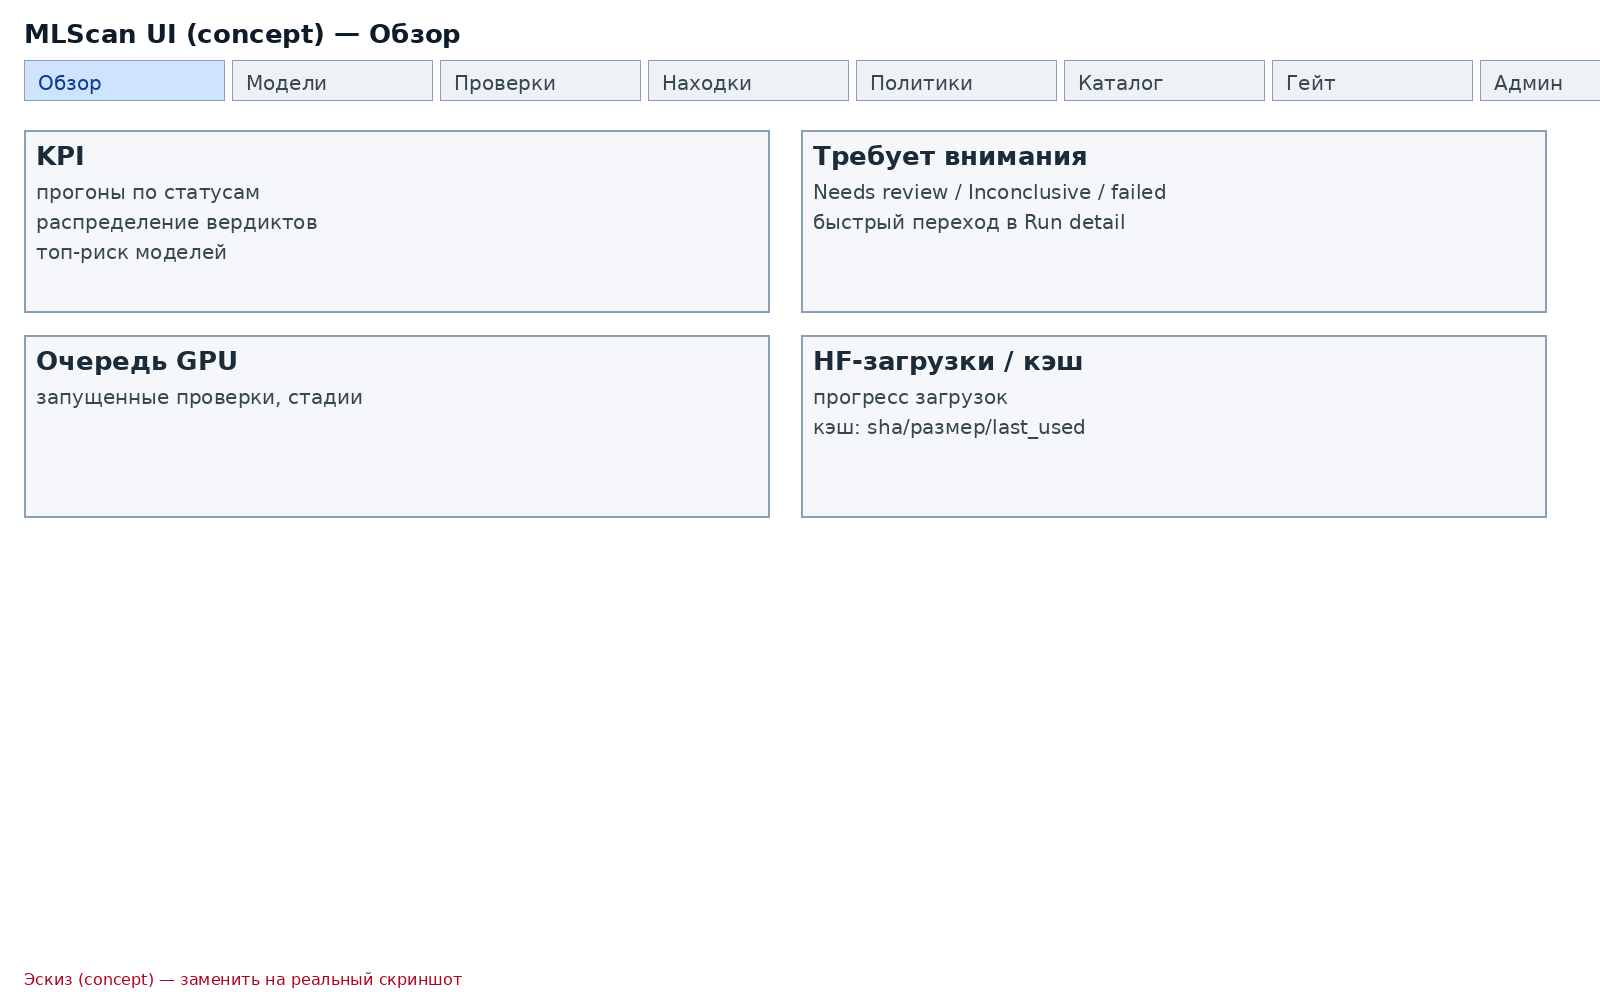 MLScan UI (concept) — Обзор
Обзор
Модели
Проверки
Находки
Политики
Каталог
Гейт
Админ
KPI
прогоны по статусам
распределение вердиктов
топ-риск моделей
Требует внимания
Needs review / Inconclusive / failed
быстрый переход в Run detail
Очередь GPU
запущенные проверки, стадии
HF-загрузки / кэш
прогресс загрузок
кэш: sha/размер/last_used
Эскиз (concept) — заменить на реальный скриншот